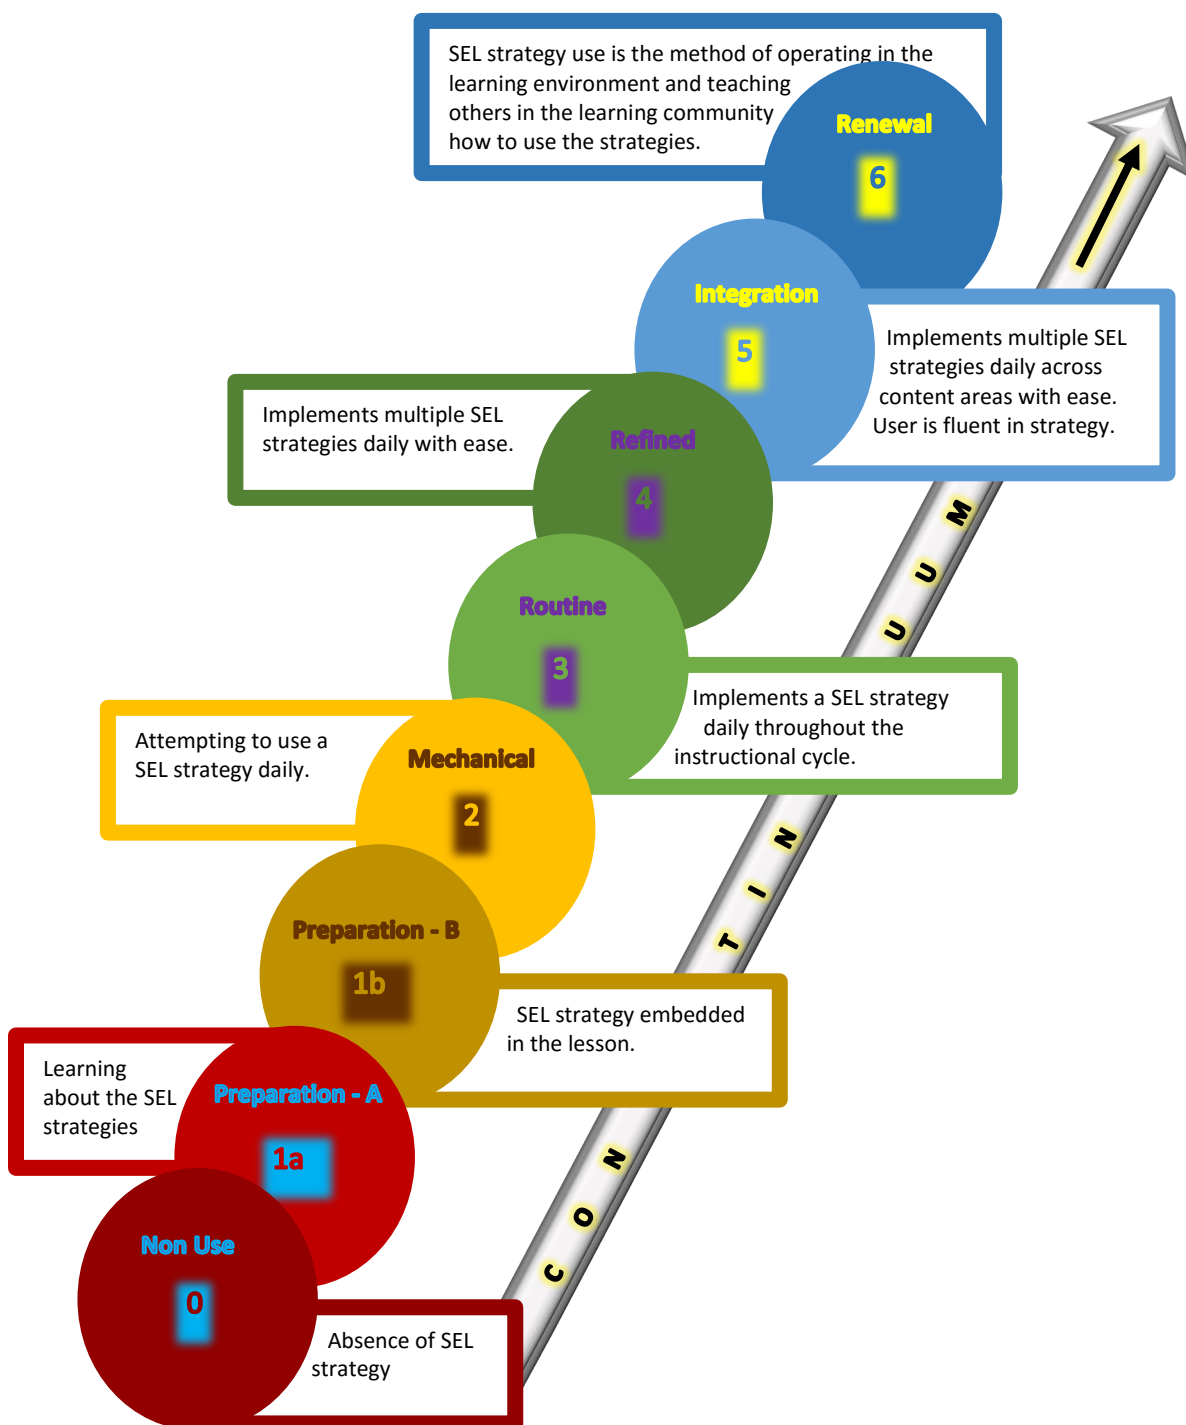 SEL strategy use is the method of operating in the
learning environment and teaching
others in the learning community
how to use the strategies.
Renewal
6
Integration
5
Implements multiple SEL
strategies daily across
content areas with ease.
User is fluent in strategy.
Implements multiple SEL
strategies daily with ease.
Refined
4
Routine
3
Implements a SEL strategy
daily throughout the
instructional cycle.
Attempting to use a
SEL strategy daily.
Mechanical
2
Preparation - B
1b
SEL strategy embedded
in the lesson.
Learning
about the SEL
strategies
Preparation - A
1a
Non Use
0
Absence of SEL
strategy
CONTINUUM